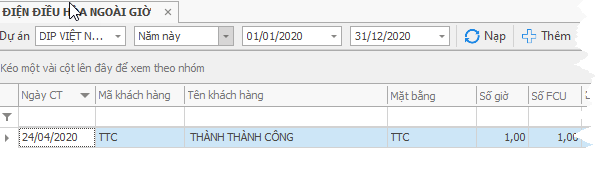 ĐIỆN ĐIỀU HÒA NGOÀI GIỜ ×
Dự án DIP VIỆT N... Năm này 01/01/2020 31/12/2020 Nạp Thêm
Kéo một vài cột lên đây để xem theo nhóm
Ngày CT Mã khách hàng Tên khách hàng Mặt bằng Số giờ Số FCU
24/04/2020 TTC THÀNH THÀNH CÔNG TTC 1,00 1,00